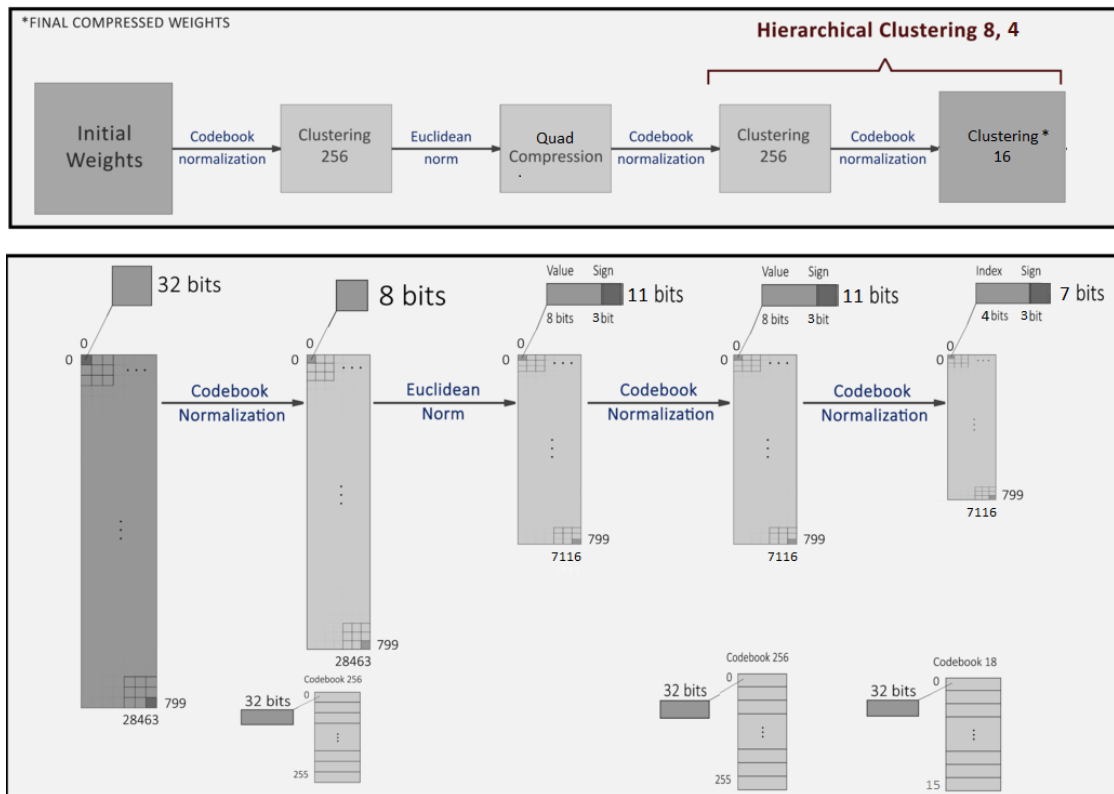 *FINAL COMPRESSED WEIGHTS
Hierarchical Clustering 8, 4
Initial
Weights
Codebook
normalization
Clustering
256
Euclidean
norm
Quad
Compression
Codebook
normalization
Clustering
256
Codebook
normalization
Clustering *
16
32 bits
8 bits
Value Sign
11 bits
8 bits 3bit
Value Sign
11 bits
8 bits 3bit
Index Sign
7 bits
4bits 3bit
0
0
...
799
28463
Codebook
Normalization
0
0
...
799
28463
Euclidean
Norm
0
0
...
799
7116
Codebook
Normalization
0
0
...
799
7116
Codebook
Normalization
0
0
...
799
7116
Codebook 256
32 bits
0
255
Codebook 256
32 bits
0
255
Codebook 18
32 bits
0
15